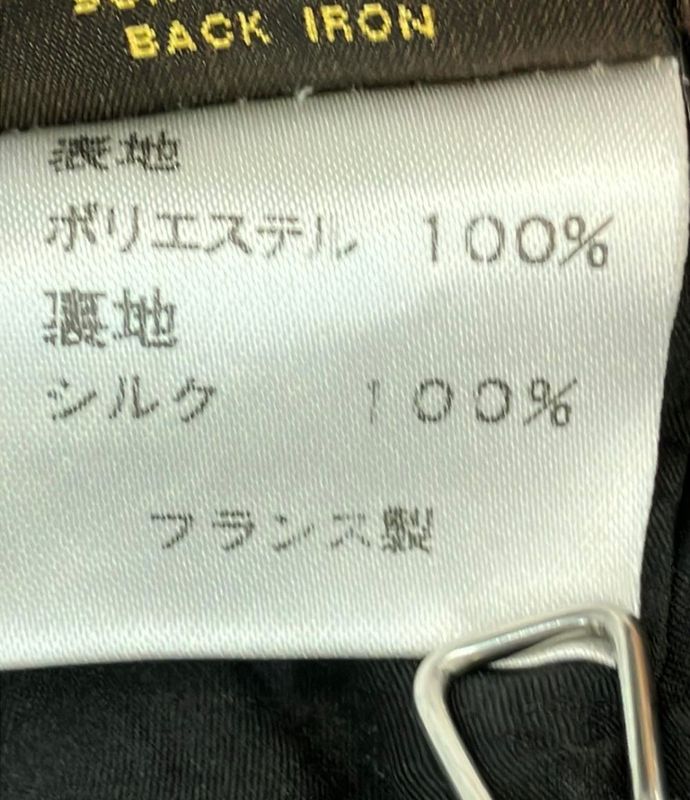 BACK IRON
表地
ポリエステル 100%
裏地
シルク 100%
フランス製